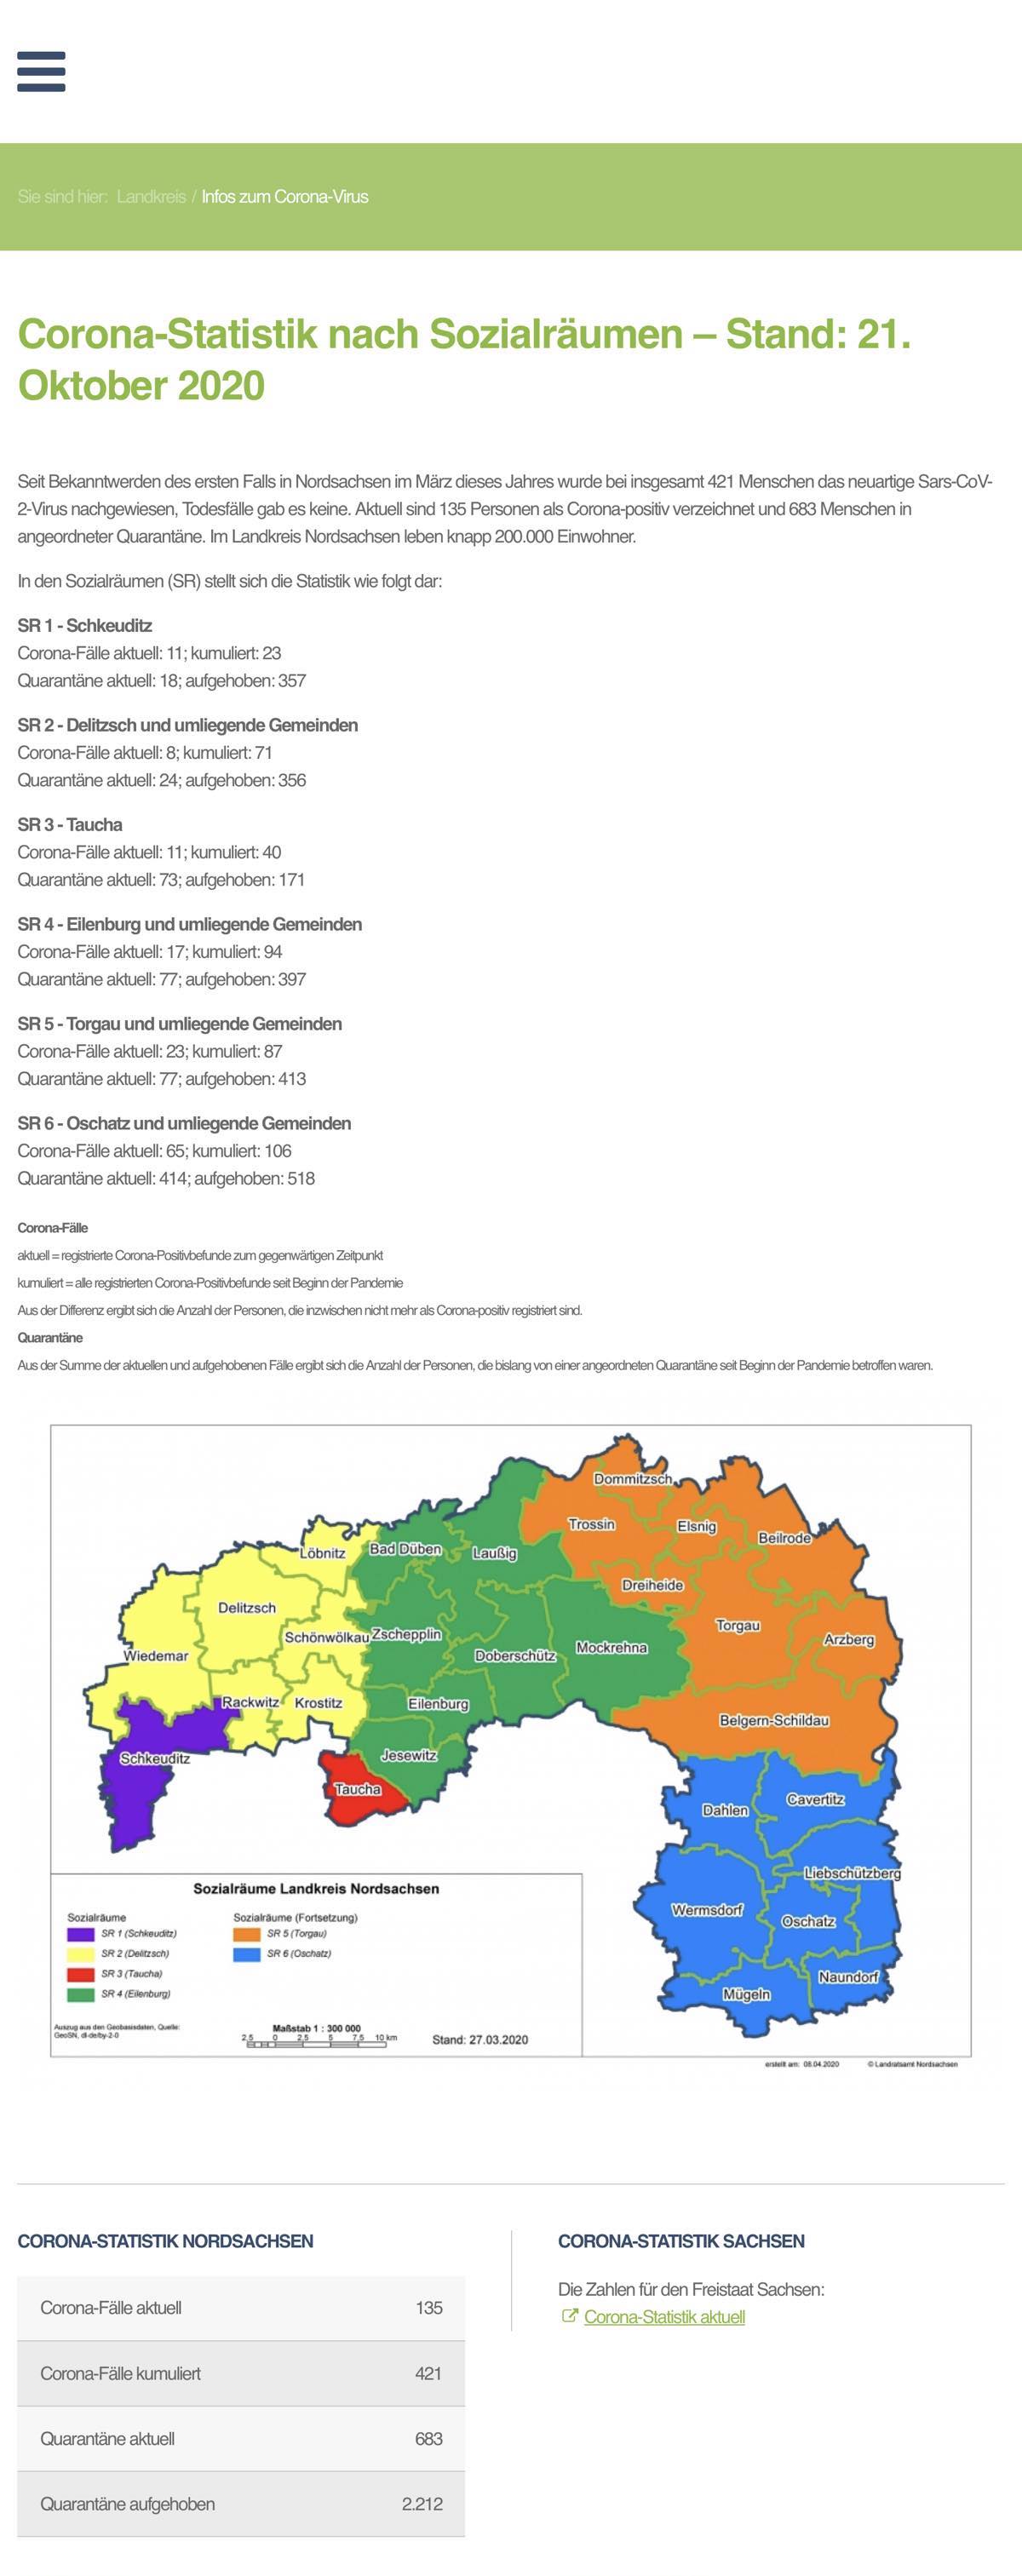 Sie sind hier: Landkreis / Infos zum Corona-Virus
Corona-Statistik nach Sozialräumen – Stand: 21.
Oktober 2020
Seit Bekanntwerden des ersten Falls in Nordsachsen im März dieses Jahres wurde bei insgesamt 421 Menschen das neuartige Sars-CoV-
2-Virus nachgewiesen, Todesfälle gab es keine. Aktuell sind 135 Personen als Corona-positiv verzeichnet und 683 Menschen in
angeordneter Quarantäne. Im Landkreis Nordsachsen leben knapp 200.000 Einwohner.
In den Sozialräumen (SR) stellt sich die Statistik wie folgt dar:
SR 1 - Schkeuditz
Corona-Fälle aktuell: 11; kumuliert: 23
Quarantäne aktuell: 18; aufgehoben: 357
SR 2 - Delitzsch und umliegende Gemeinden
Corona-Fälle aktuell: 8; kumuliert: 71
Quarantäne aktuell: 24; aufgehoben: 356
SR 3 - Taucha
Corona-Fälle aktuell: 11; kumuliert: 40
Quarantäne aktuell: 73; aufgehoben: 171
SR 4 - Eilenburg und umliegende Gemeinden
Corona-Fälle aktuell: 17; kumuliert: 94
Quarantäne aktuell: 77; aufgehoben: 397
SR 5 - Torgau und umliegende Gemeinden
Corona-Fälle aktuell: 23; kumuliert: 87
Quarantäne aktuell: 77; aufgehoben: 413
SR 6 - Oschatz und umliegende Gemeinden
Corona-Fälle aktuell: 65; kumuliert: 106
Quarantäne aktuell: 414; aufgehoben: 518
Corona-Fälle
aktuell = registrierte Corona-Positivbefunde zum gegenwärtigen Zeitpunkt
kumuliert = alle registrierten Corona-Positivbefunde seit Beginn der Pandemie
Aus der Differenz ergibt sich die Anzahl der Personen, die inzwischen nicht mehr als Corona-positiv registriert sind.
Quarantäne
Aus der Summe der aktuellen und aufgehobenen Fälle ergibt sich die Anzahl der Personen, die bislang von einer angeordneten Quarantäne seit Beginn der Pandemie betroffen waren.
Dommitzsch
Trossin
Elsnig
Beilrode
Löbnitz
Bad Düben
Laußig
Dreiheide
Delitzsch
Torgau
Schönwölkau
Zschepplin
Arzberg
Wiedemar
Doberschütz
Mockrehna
Rackwitz
Krostitz
Eilenburg
Belgern-Schildau
Schkeuditz
Jesewitz
Taucha
Cavertitz
Dahlen
Liebschützberg
Wermsdorf
Oschatz
Naundorf
Mügeln
Sozialräume Landkreis Nordsachsen
Sozialräume
SR 1 (Schkeuditz)
SR 2 (Delitzsch)
SR 3 (Taucha)
SR 4 (Eilenburg)
Sozialräume (Fortsetzung)
SR 5 (Torgau)
SR 6 (Oschatz)
Auszug aus den Geobasisdaten, Quelle:
GeoSN, dl-de/by-2-0
Maßstab 1 : 300 000
2,5 0 2,5 5 7,5 10 km
Stand: 27.03.2020
erstellt am: 08.04.2020 © Landratsamt Nordsachsen
CORONA-STATISTIK NORDSACHSEN
Corona-Fälle aktuell 135
Corona-Fälle kumuliert 421
Quarantäne aktuell 683
Quarantäne aufgehoben 2.212
CORONA-STATISTIK SACHSEN
Die Zahlen für den Freistaat Sachsen:
Corona-Statistik aktuell